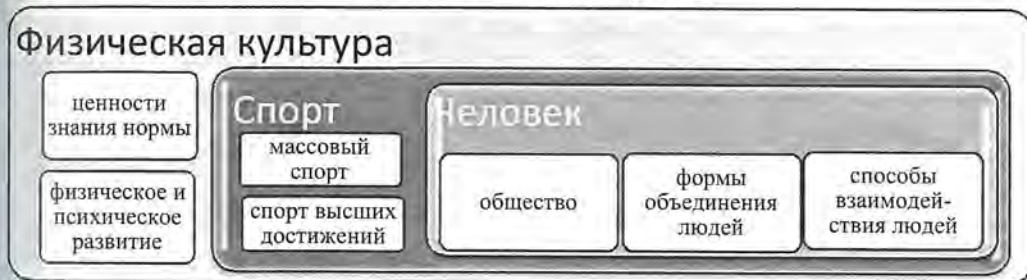 Физическая культура
ценности
знания нормы
физическое и
психическое
развитие
Спорт
массовый
спорт
спорт высших
достижений
Человек
общество
формы
объединения
людей
способы
взаимодей-
ствия людей